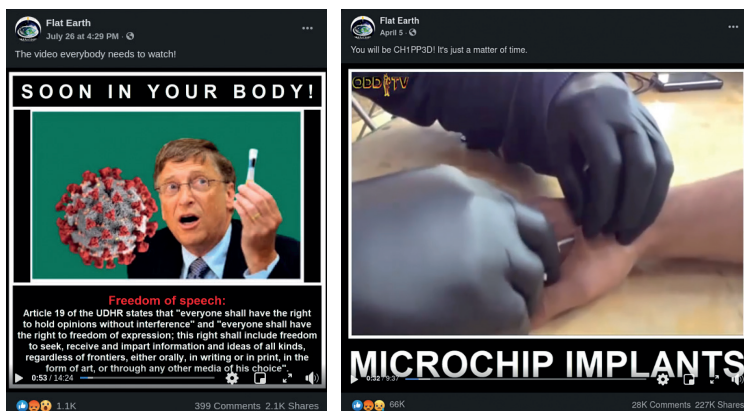 Flat Earth
July 26 at 4:29 PM ·
The video everybody needs to watch!
SOON IN YOUR BODY!
Freedom of speech:
Article 19 of the UDHR states that "everyone shall have the right
to hold opinions without interference" and "everyone shall have
the right to freedom of expression; this right shall include freedom
to seek, receive and impart information and ideas of all kinds,
regardless of frontiers, either orally, in writing or in print, in the
form of art, or through any other media of his choice".
0:53 / 14:24
1.1K
399 Comments 2.1K Shares
Flat Earth
April 5 ·
You will be CH1PP3D! It's just a matter of time.
ODD TV
MICROCHIP IMPLANTS
0:32 / 9:37
66K
28K Comments 227K Shares